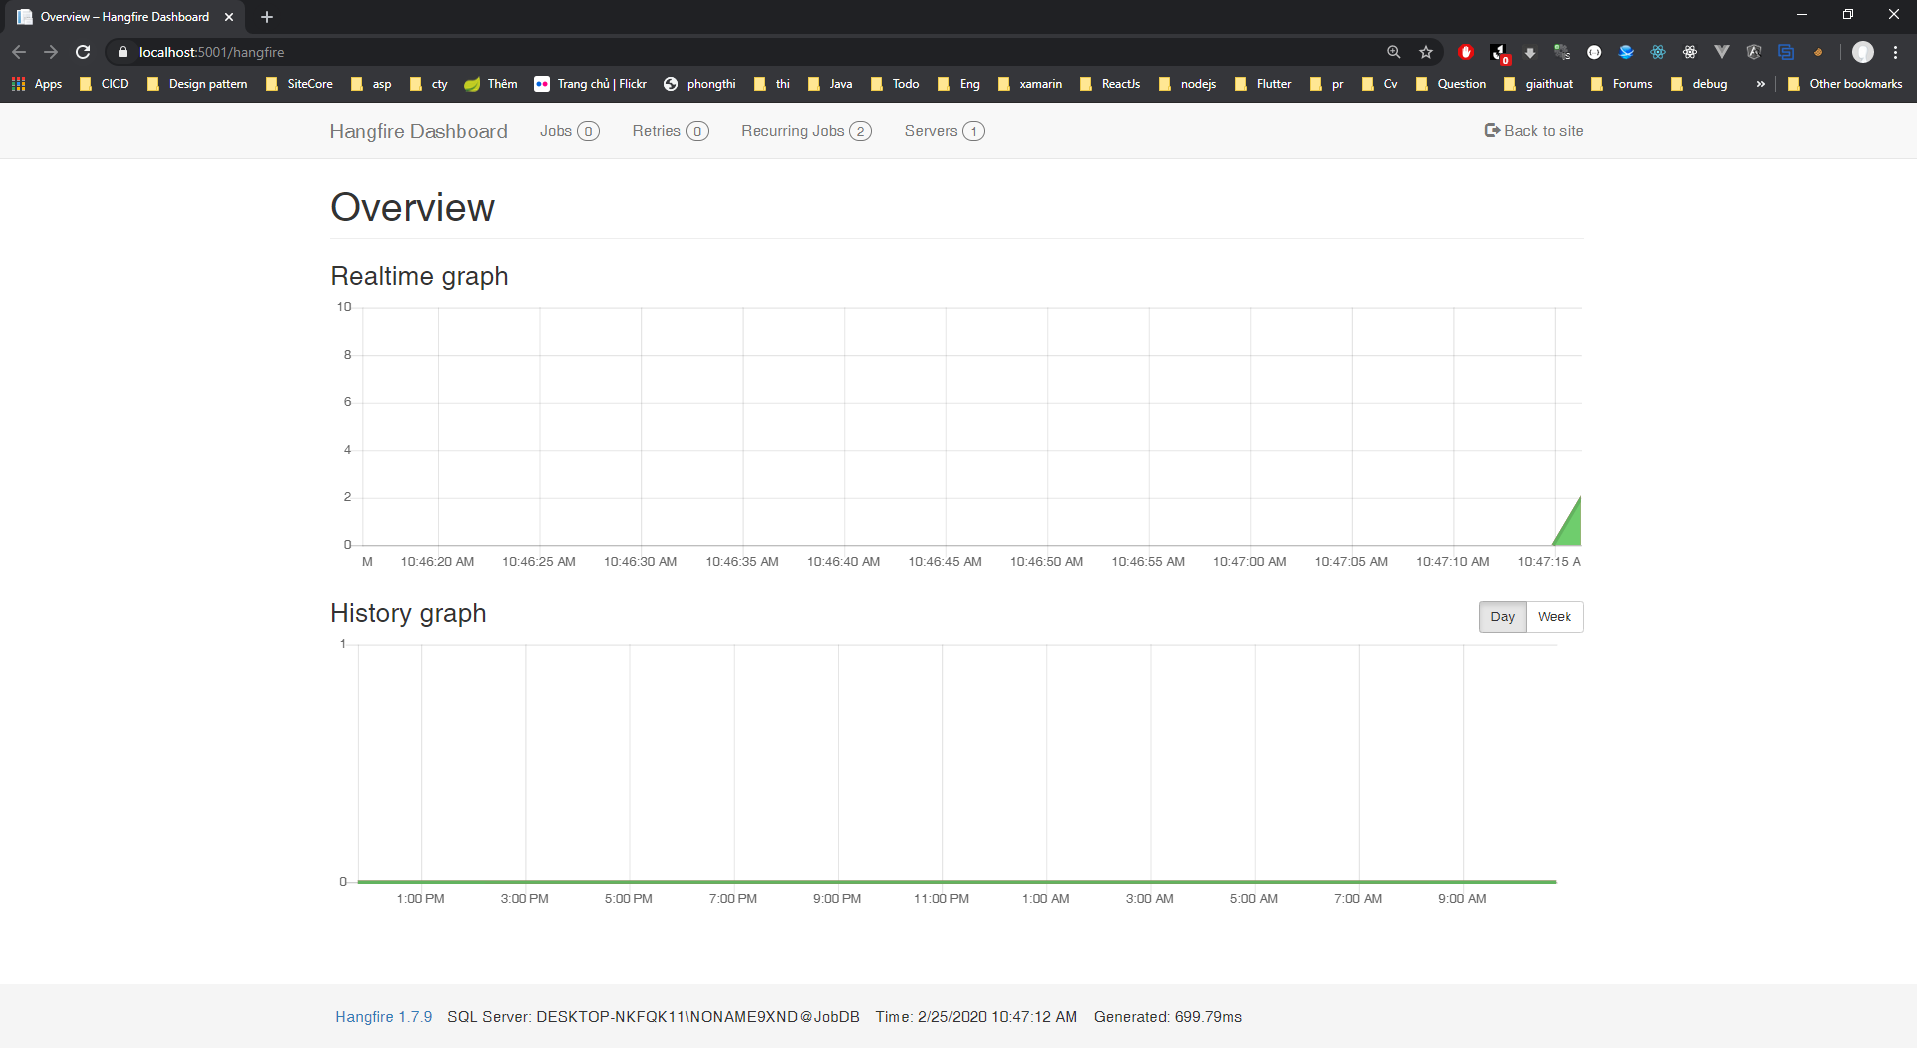 Overview – Hangfire Dashboard
localhost:5001/hangfire
0
Apps CICD Design pattern SiteCore asp cty Thêm Trang chủ | Flickr phongthi thi Java Todo Eng xamarin ReactJs nodejs Flutter pr Cv Question giaithuat Forums debug » Other bookmarks
Hangfire Dashboard Jobs 0 Retries 0 Recurring Jobs 2 Servers 1 Back to site
Overview
Realtime graph
10
8
6
4
2
0
M 10:46:20 AM 10:46:25 AM 10:46:30 AM 10:46:35 AM 10:46:40 AM 10:46:45 AM 10:46:50 AM 10:46:55 AM 10:47:00 AM 10:47:05 AM 10:47:10 AM 10:47:15 A
History graph Day Week
1
0
1:00 PM 3:00 PM 5:00 PM 7:00 PM 9:00 PM 11:00 PM 1:00 AM 3:00 AM 5:00 AM 7:00 AM 9:00 AM
Hangfire 1.7.9 SQL Server: DESKTOP-NKFQK11\NONAME9XND@JobDB Time: 2/25/2020 10:47:12 AM Generated: 699.79ms